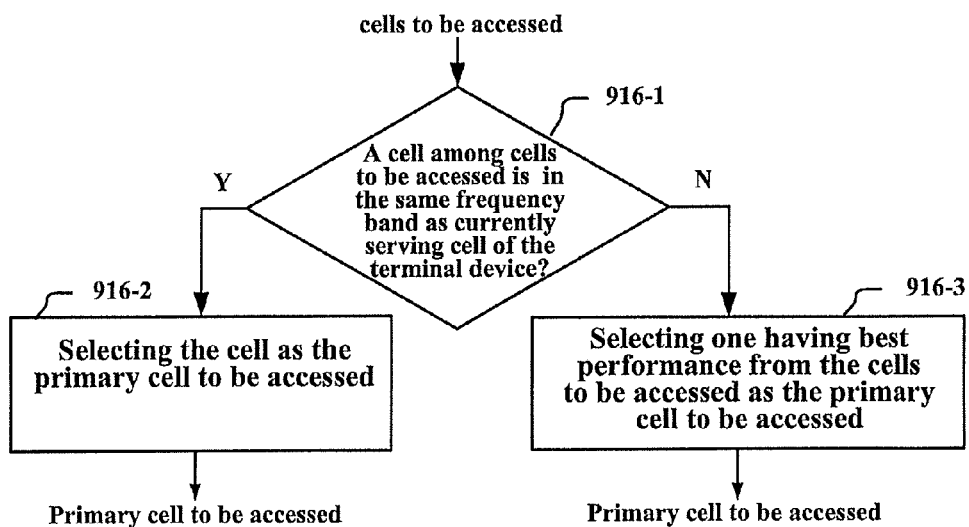 cells to be accessed
916-1
A cell among cells
to be accessed is in
the same frequency
band as currently
serving cell of the
terminal device?
Y
N
916-2
Selecting the cell as the
primary cell to be accessed
916-3
Selecting one having best
performance from the cells
to be accessed as the primary
cell to be accessed
Primary cell to be accessed
Primary cell to be accessed